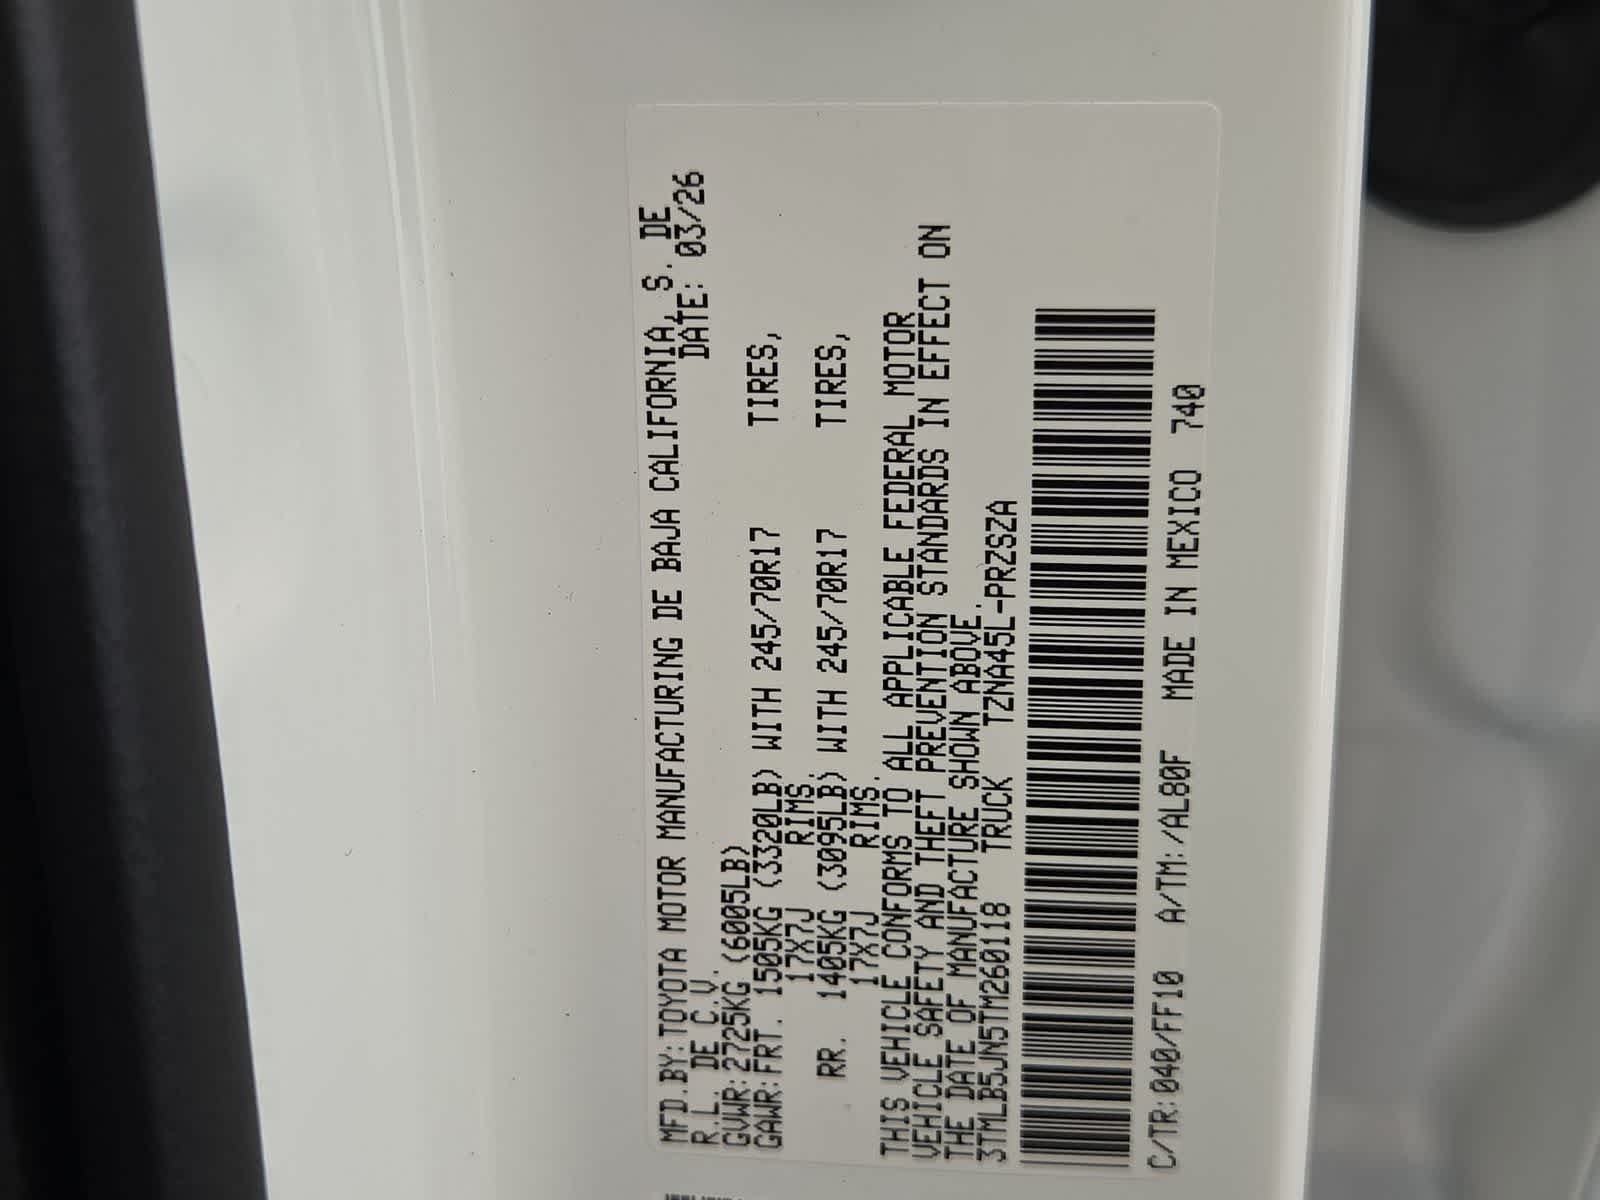 MFD.BY:TOYOTA MOTOR MANUFACTURING DE BAJA CALIFORNIA, S. DE
R.L. DE C.V. DATE: 03/26
GVWR:2725KG (6005LB)
GAWR:FRT. 1505KG (3320LB) WITH 245/70R17 TIRES,
17X7J RIMS.
RR. 1405KG (3095LB) WITH 245/70R17 TIRES,
17X7J RIMS.
THIS VEHICLE CONFORMS TO ALL APPLICABLE FEDERAL MOTOR
VEHICLE SAFETY AND THEFT PREVENTION STANDARDS IN EFFECT ON
THE DATE OF MANUFACTURE SHOWN ABOVE.
3TMLB5JN5TM260118 TRUCK TZNA45L-PRZSZA
C/TR:040/FF10 A/TM:/AL80F MADE IN MEXICO 740